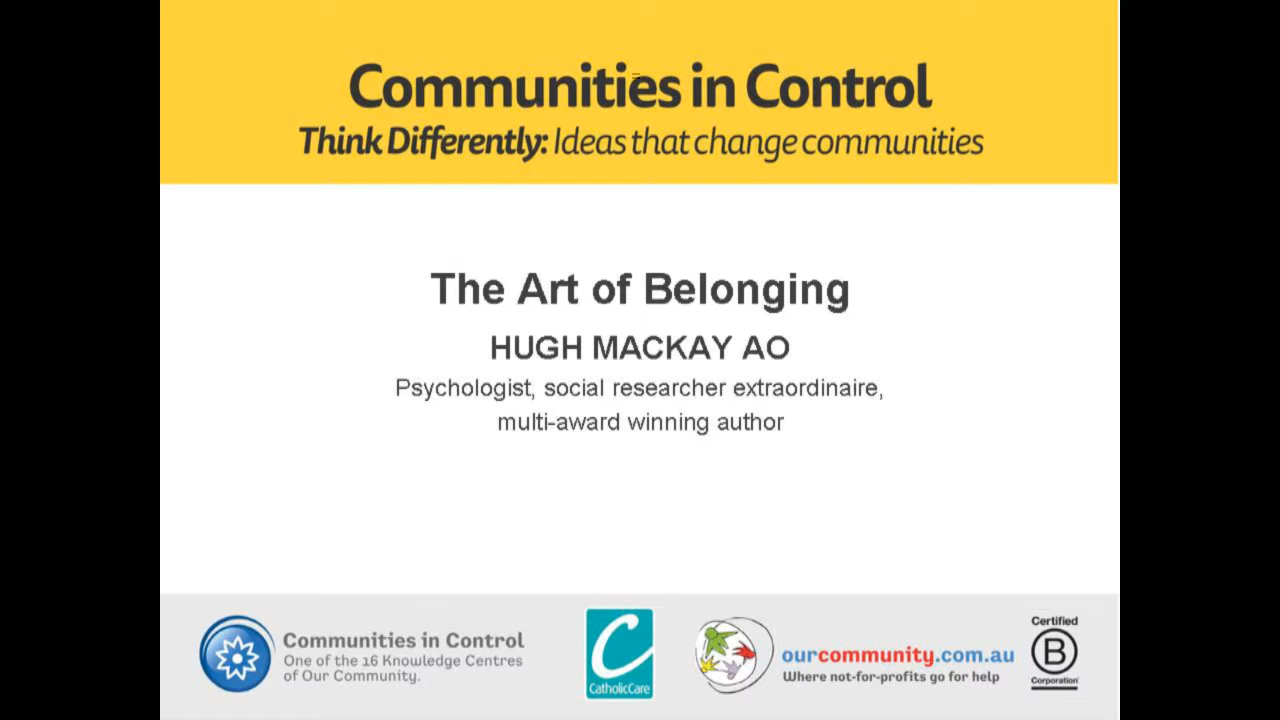 Communities in Control
Think Differently: Ideas that change communities
The Art of Belonging
HUGH MACKAY AO
Psychologist, social researcher extraordinaire,
multi-award winning author
Communities in Control
One of the 16 Knowledge Centres
of Our Community.
C
CatholicCare
ourcommunity.com.au
Where not-for-profits go for help
Certified
B
Corporation